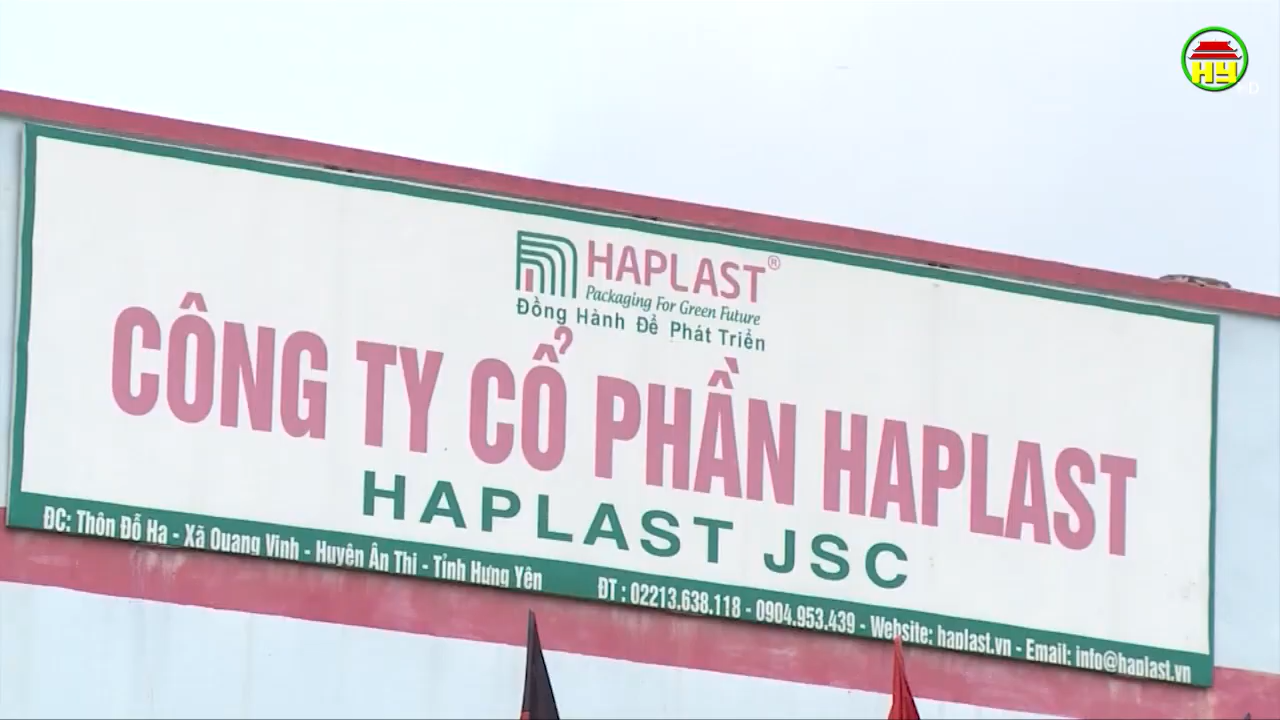 HY
HAPLAST®
Packaging For Green Future
Đồng Hành Để Phát Triển
CÔNG TY CỔ PHẦN HAPLAST
HAPLAST JSC
ĐC: Thôn Đỗ Hạ - Xã Quang Vinh - Huyện Ân Thi - Tỉnh Hưng Yên ĐT : 02213.638.118 - 0904.953.439 - Website: haplast.vn - Email: info@haplast.vn